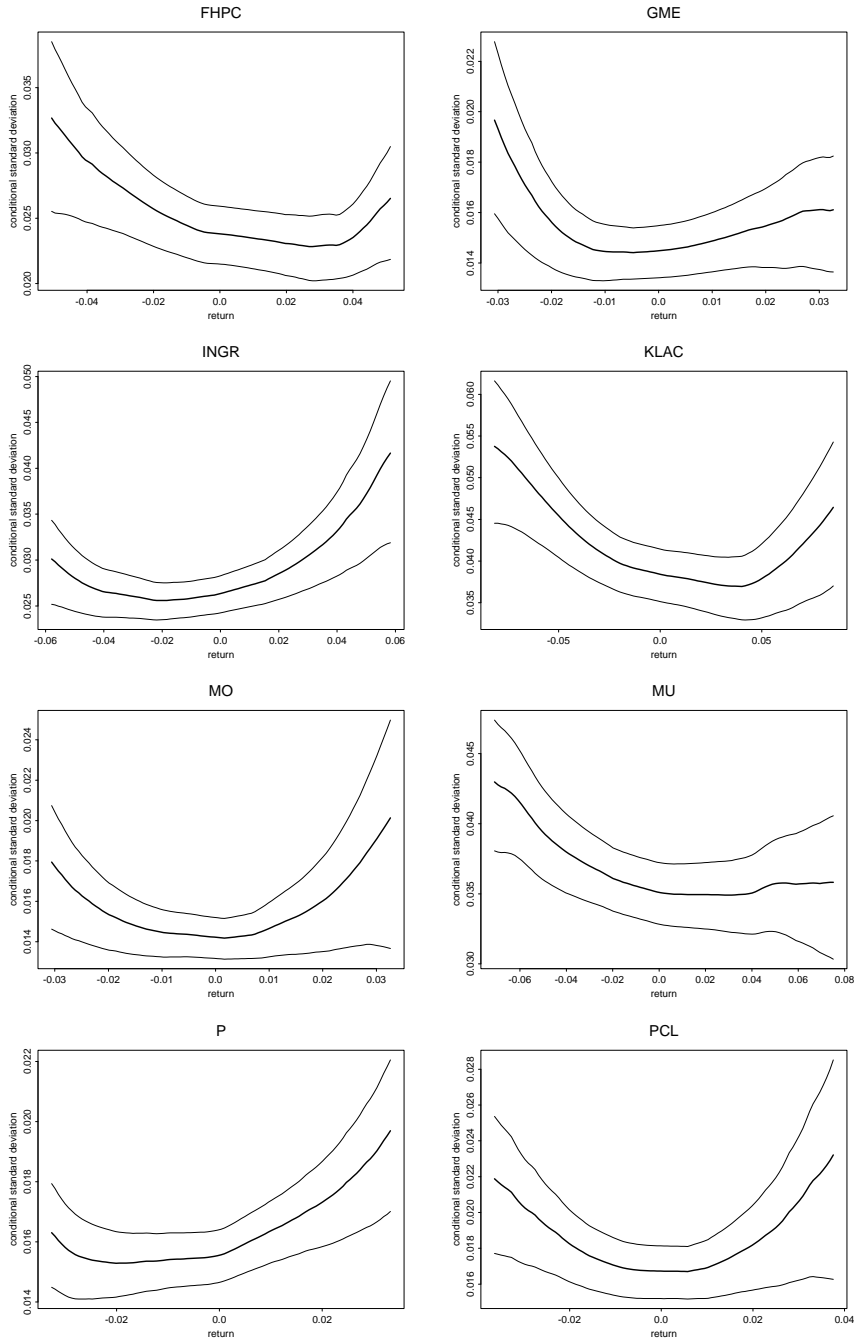 FHPC
GME
conditional standard deviation
0.020 0.025 0.030 0.035
-0.04 -0.02 0.0 0.02 0.04
return
conditional standard deviation
0.014 0.016 0.018 0.020 0.022
-0.03 -0.02 -0.01 0.0 0.01 0.02 0.03
return
INGR
KLAC
conditional standard deviation
0.025 0.030 0.035 0.040 0.045 0.050
-0.06 -0.04 -0.02 0.0 0.02 0.04 0.06
return
conditional standard deviation
0.035 0.040 0.045 0.050 0.055 0.060
-0.05 0.0 0.05
return
MO
MU
conditional standard deviation
0.014 0.016 0.018 0.020 0.022 0.024
-0.03 -0.02 -0.01 0.0 0.01 0.02 0.03
return
conditional standard deviation
0.030 0.035 0.040 0.045
-0.06 -0.04 -0.02 0.0 0.02 0.04 0.06 0.08
return
P
PCL
conditional standard deviation
0.014 0.016 0.018 0.020 0.022
-0.02 0.0 0.02
return
conditional standard deviation
0.016 0.018 0.020 0.022 0.024 0.026 0.028
-0.02 0.0 0.02 0.04
return